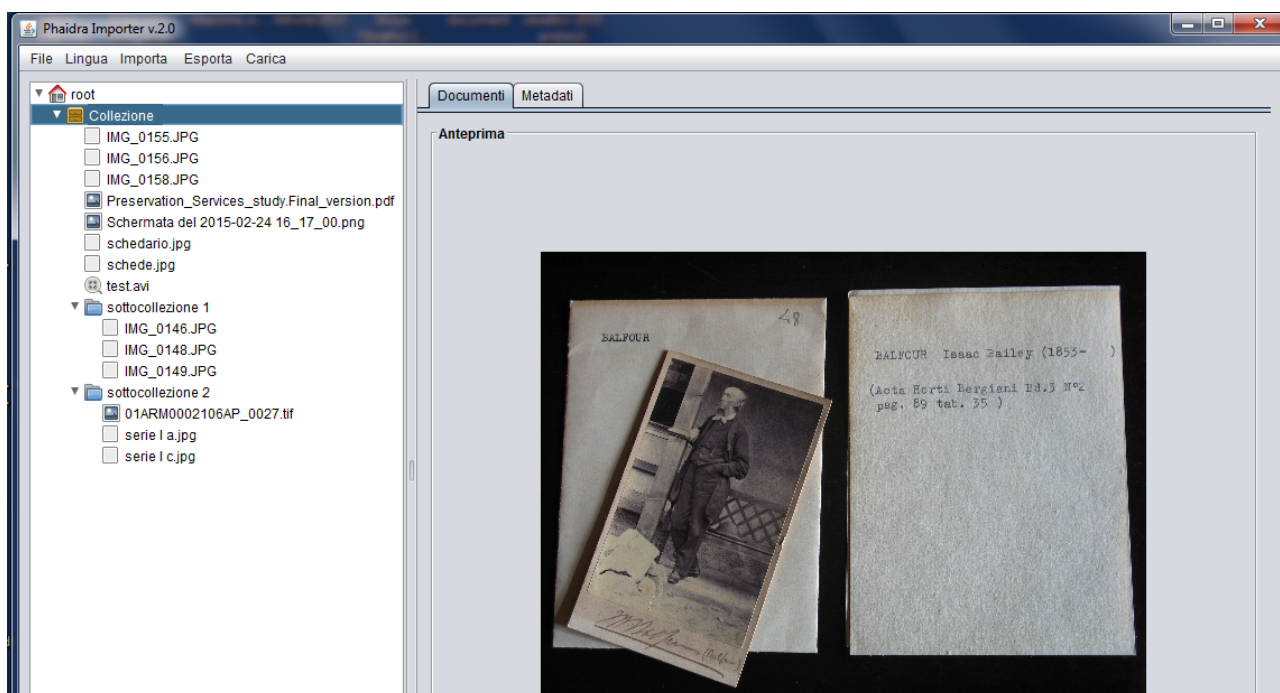 Phaidra Importer v.2.0
File Lingua Importa Esporta Carica
root
Collezione
IMG_0155.JPG
IMG_0156.JPG
IMG_0158.JPG
Preservation_Services_study.Final_version.pdf
Schermata del 2015-02-24 16_17_00.png
schedario.jpg
schede.jpg
test.avi
sottocollezione 1
IMG_0146.JPG
IMG_0148.JPG
IMG_0149.JPG
sottocollezione 2
01ARM0002106AP_0027.tif
serie I a.jpg
serie I c.jpg
Documenti Metadati
Anteprima
48
BALFOUR
BALFOUR Isaac Bailey (1853- )
(Acta Horti Bergiani Bd.3 Nº2
pag. 89 tat. 35 )